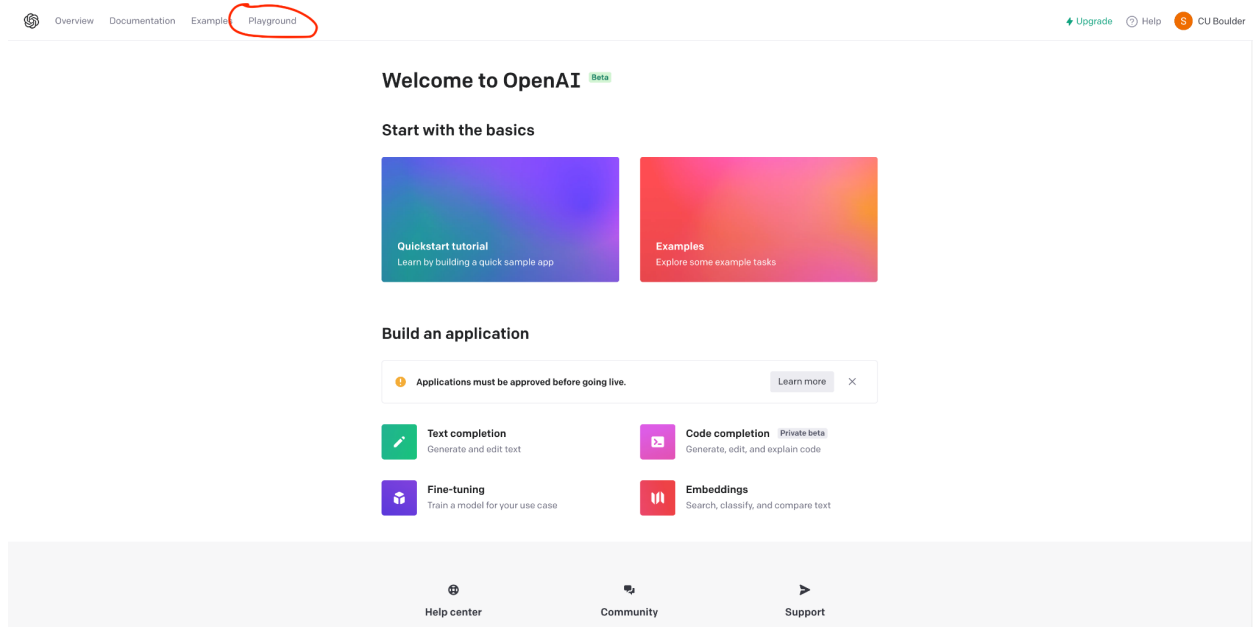 Overview Documentation Examples Playground Upgrade Help S CU Boulder
Welcome to OpenAI Beta
Start with the basics
Quickstart tutorial
Learn by building a quick sample app
Examples
Explore some example tasks
Build an application
Applications must be approved before going live. Learn more
Text completion
Generate and edit text
Code completion Private beta
Generate, edit, and explain code
Fine-tuning
Train a model for your use case
Embeddings
Search, classify, and compare text
Help center Community Support